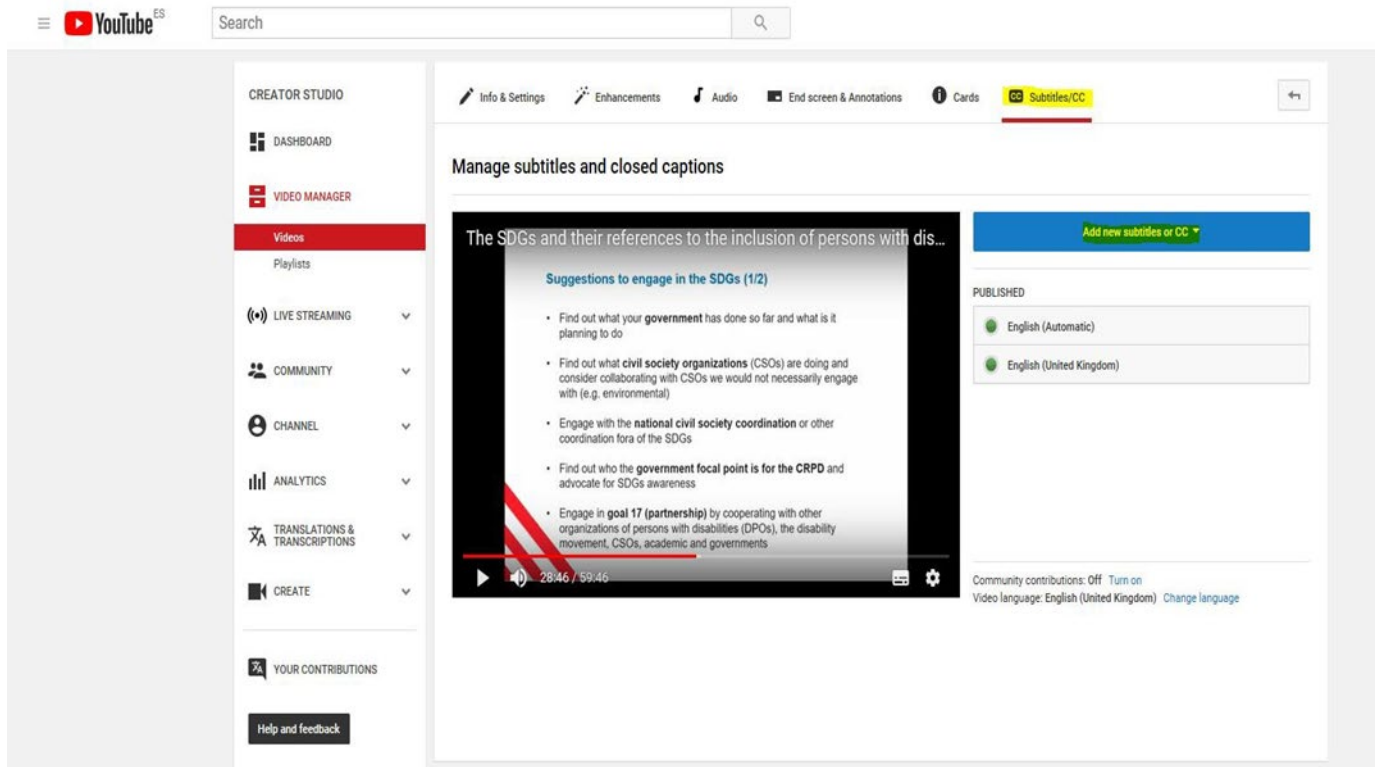 YouTube ES
Search
CREATOR STUDIO
DASHBOARD
VIDEO MANAGER
Videos
Playlists
LIVE STREAMING
COMMUNITY
CHANNEL
ANALYTICS
TRANSLATIONS &
TRANSCRIPTIONS
CREATE
YOUR CONTRIBUTIONS
Help and feedback
Info & Settings
Enhancements
Audio
End screen & Annotations
Cards
CC Subtitles/CC
Manage subtitles and closed captions
The SDGs and their references to the inclusion of persons with dis...
Suggestions to engage in the SDGs (1/2)
• Find out what your government has done so far and what is it
planning to do
• Find out what civil society organizations (CSOs) are doing and
consider collaborating with CSOs we would not necessarily engage
with (e.g. environmental)
• Engage with the national civil society coordination or other
coordination fora of the SDGs
• Find out who the government focal point is for the CRPD and
advocate for SDGs awareness
• Engage in goal 17 (partnership) by cooperating with other
organizations of persons with disabilities (DPOs), the disability
movement, CSOs, academic and governments
28:46 / 59:46
Add new subtitles or CC
PUBLISHED
English (Automatic)
English (United Kingdom)
Community contributions: Off Turn on
Video language: English (United Kingdom) Change language